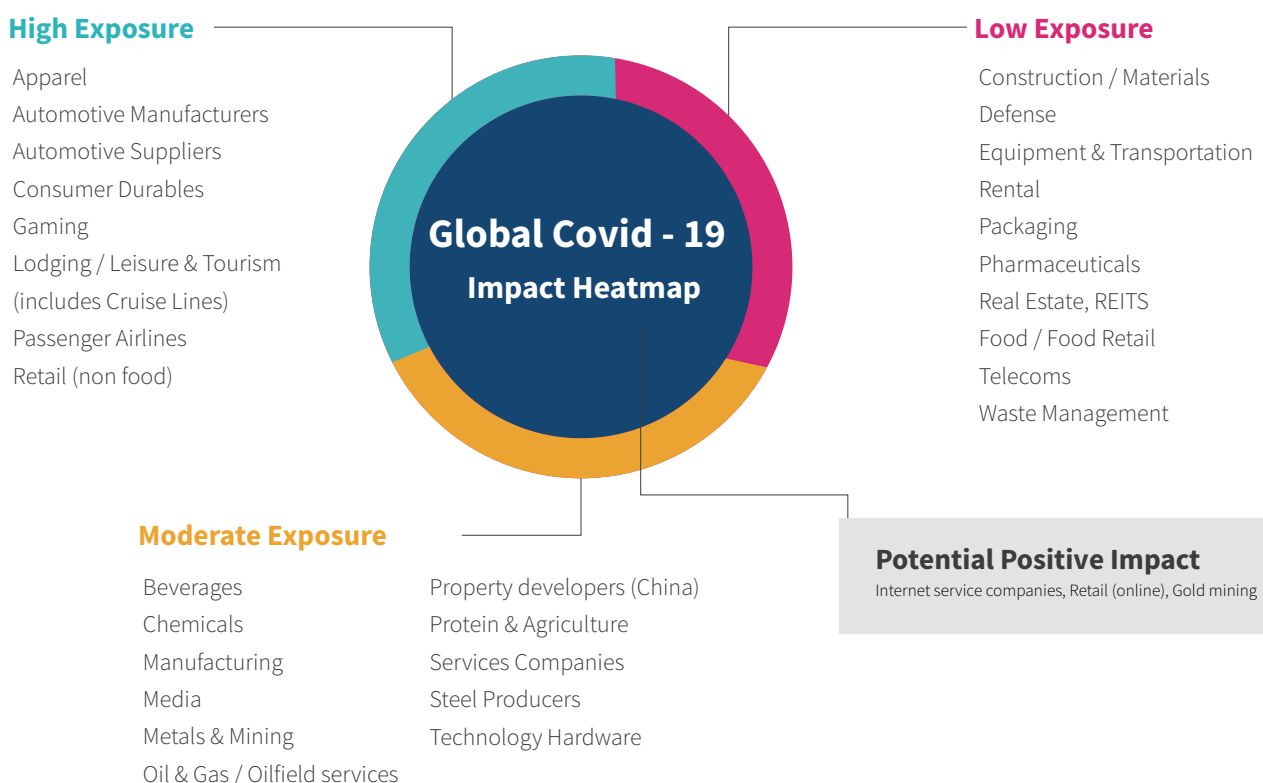 High Exposure
Apparel
Automotive Manufacturers
Automotive Suppliers
Consumer Durables
Gaming
Lodging / Leisure & Tourism
(includes Cruise Lines)
Passenger Airlines
Retail (non food)
Global Covid - 19
Impact Heatmap
Low Exposure
Construction / Materials
Defense
Equipment & Transportation
Rental
Packaging
Pharmaceuticals
Real Estate, REITS
Food / Food Retail
Telecoms
Waste Management
Moderate Exposure
Beverages
Chemicals
Manufacturing
Media
Metals & Mining
Oil & Gas / Oilfield services
Property developers (China)
Protein & Agriculture
Services Companies
Steel Producers
Technology Hardware
Potential Positive Impact
Internet service companies, Retail (online), Gold mining